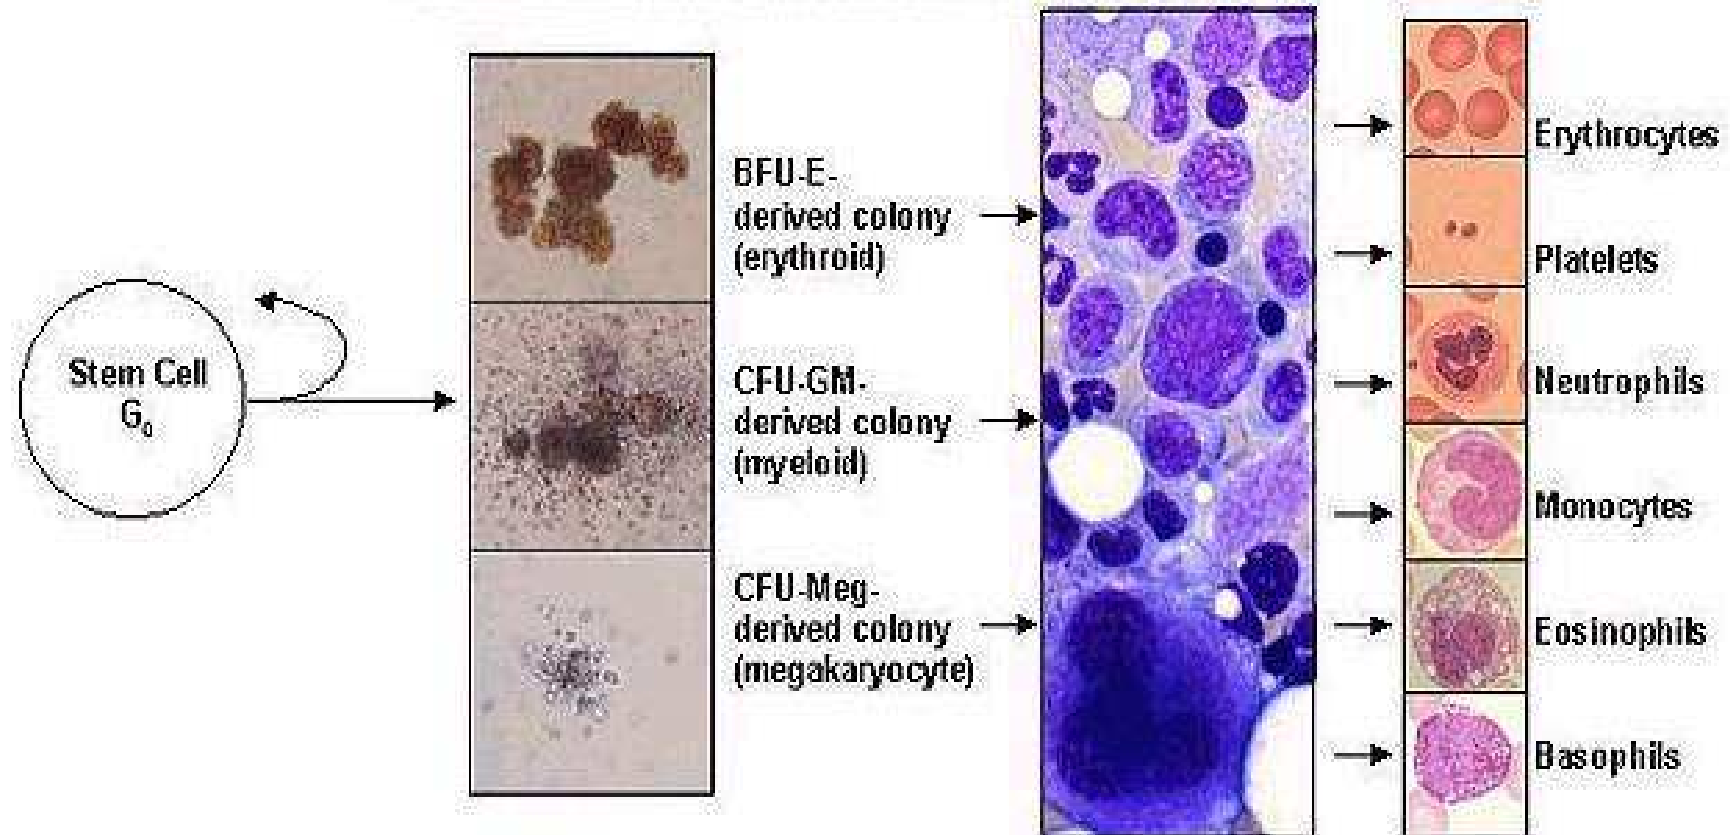 Stem Cell
G₀
BFU-E-
derived colony
(erythroid)
CFU-GM-
derived colony
(myeloid)
CFU-Meg-
derived colony
(megakaryocyte)
Erythrocytes
Platelets
Neutrophils
Monocytes
Eosinophils
Basophils